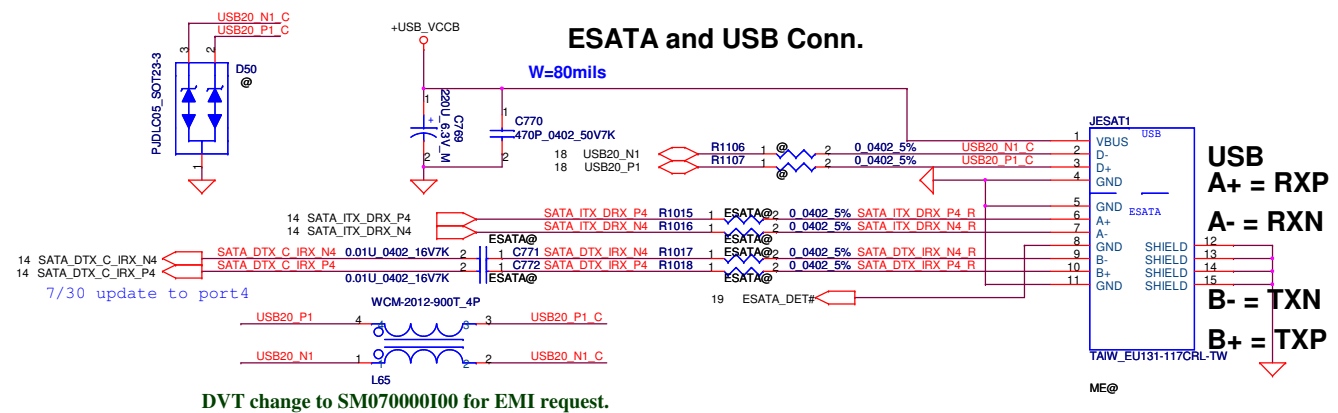 ESATA and USB Conn.
USB20_N1_C
USB20_P1_C
3
2
D50
@
PJDLC05_SOT23-3
1
+USB_VCCB
W=80mils
1
+
220U_6.3V_M
C769
2
1
C770
470P_0402_50V7K
2
18 USB20_N1 R1106 1 @ 2 0_0402_5% USB20_N1_C
18 USB20_P1 R1107 1 @ 2 0_0402_5% USB20_P1_C
14 SATA_ITX_DRX_P4 SATA_ITX_DRX_P4 R1015 1 ESATA@ 2 0_0402_5% SATA_ITX_DRX_P4_R
14 SATA_ITX_DRX_N4 SATA_ITX_DRX_N4 R1016 1 ESATA@ 2 0_0402_5% SATA_ITX_DRX_N4_R
ESATA@
14 SATA_DTX_C_IRX_N4 SATA_DTX_C_IRX_N4 0.01U_0402_16V7K 2 1 C771 SATA_DTX_IRX_N4 R1017 1 ESATA@ 2 0_0402_5% SATA_DTX_IRX_N4_R
14 SATA_DTX_C_IRX_P4 SATA_DTX_C_IRX_P4 0.01U_0402_16V7K 2 1 C772 SATA_DTX_IRX_P4 R1018 1 ESATA@ 2 0_0402_5% SATA_DTX_IRX_P4_R
ESATA@
7/30 update to port4
19 ESATA_DET#
JESAT1
USB
1 VBUS
2 D-
3 D+
4 GND
5 GND
ESATA
6 A+
7 A-
8 GND SHIELD 12
9 B- SHIELD 13
10 B+ SHIELD 14
11 GND SHIELD 15
TAIW_EU131-117CRL-TW
ME@
USB
A+ = RXP
A- = RXN
B- = TXN
B+ = TXP
WCM-2012-900T_4P
USB20_P1 4 4 3 3 USB20_P1_C
USB20_N1 1 1 2 2 USB20_N1_C
L65
DVT change to SM070000I00 for EMI request.